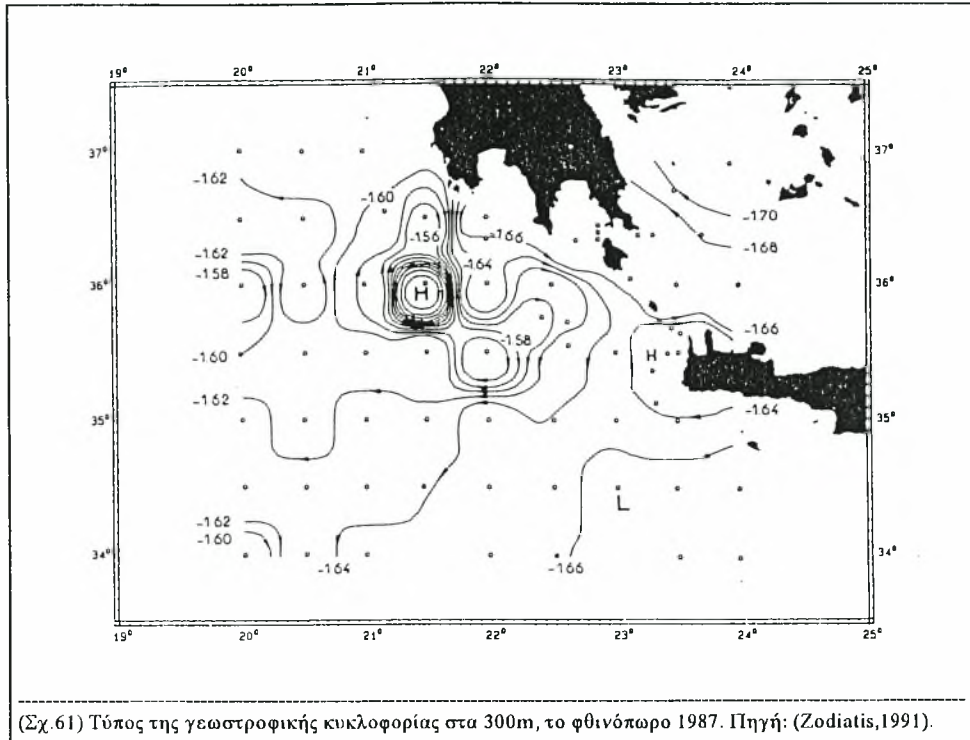 19° 20° 21° 22° 23° 24° 25°
37° 37°
-162 -160
-156 -166 -170
-164 -168
-162
-158
36° H 36°
-166
-158
-160 H
-162 -164
35° 35°
L
-162
-160
34° -164 -166 34°
19° 20° 21° 22° 23° 24° 25°
(Σχ.61) Τύπος της γεωστροφικής κυκλοφορίας στα 300m, το φθινόπωρο 1987. Πηγή: (Zodiatis,1991).